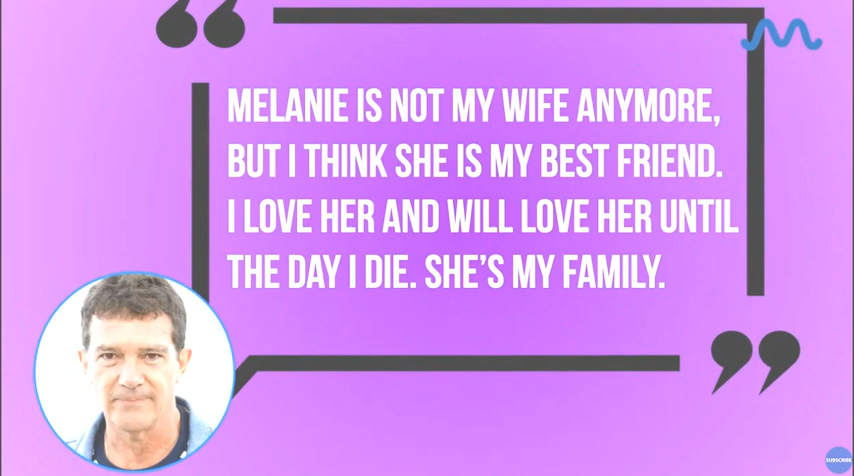 MELANIE IS NOT MY WIFE ANYMORE,
BUT I THINK SHE IS MY BEST FRIEND.
I LOVE HER AND WILL LOVE HER UNTIL
THE DAY I DIE. SHE'S MY FAMILY.
SUBSCRIBE